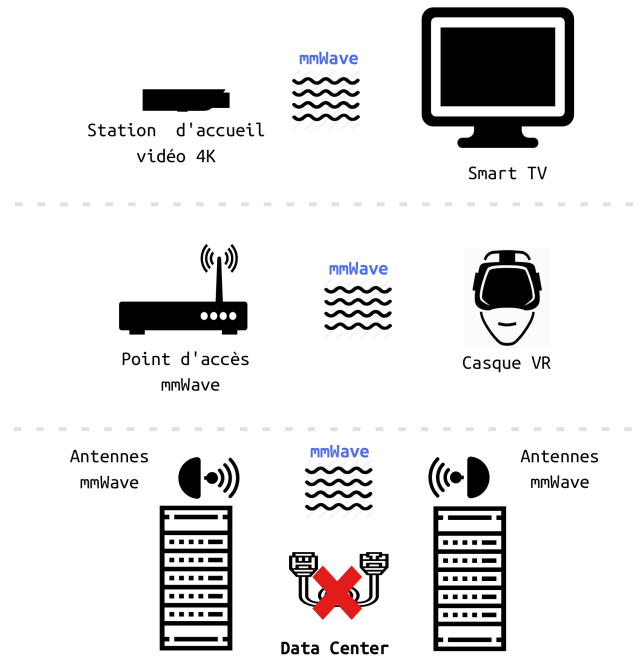 mmWave
Station d'accueil
vidéo 4K
Smart TV
mmWave
Point d'accès
mmWave
Casque VR
Antennes
mmWave
mmWave
Antennes
mmWave
Data Center